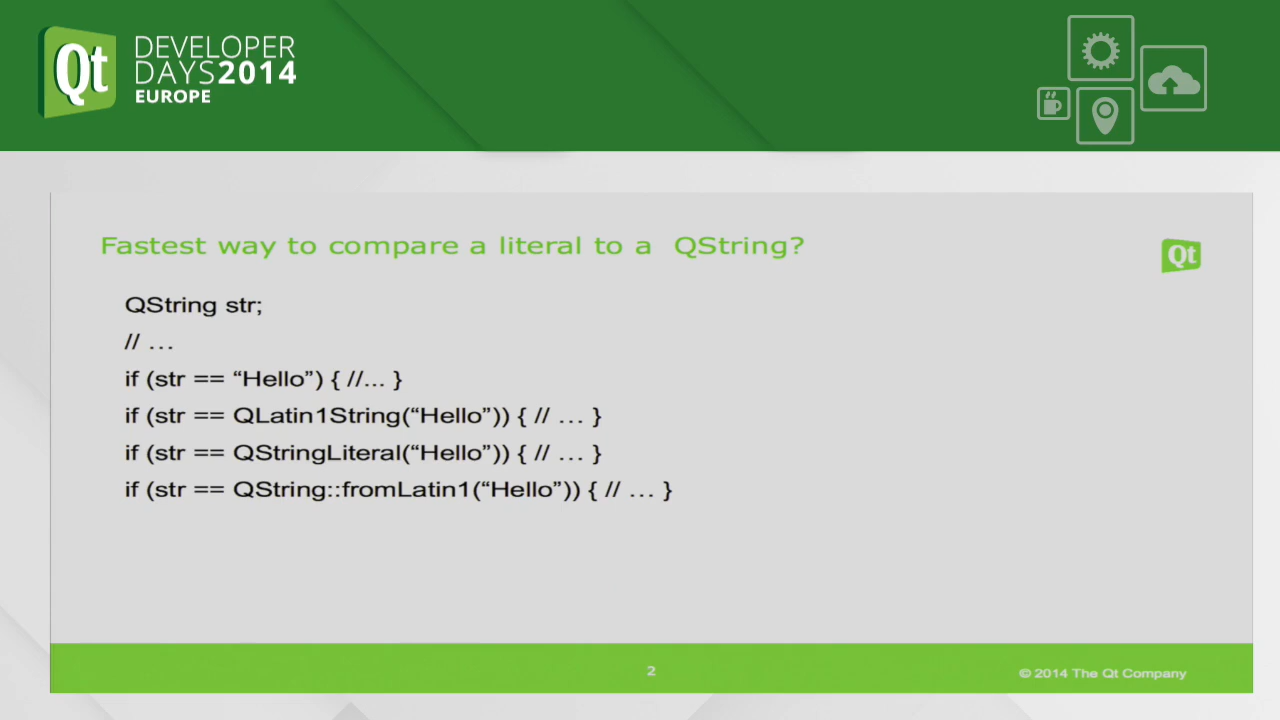 Qt
DEVELOPER
DAYS2014
EUROPE
Fastest way to compare a literal to a QString?
Qt
QString str;
// …
if (str == “Hello”) { //... }
if (str == QLatin1String(“Hello”)) { // … }
if (str == QStringLiteral(“Hello”)) { // … }
if (str == QString::fromLatin1(“Hello”)) { // … }
2
© 2014 The Qt Company